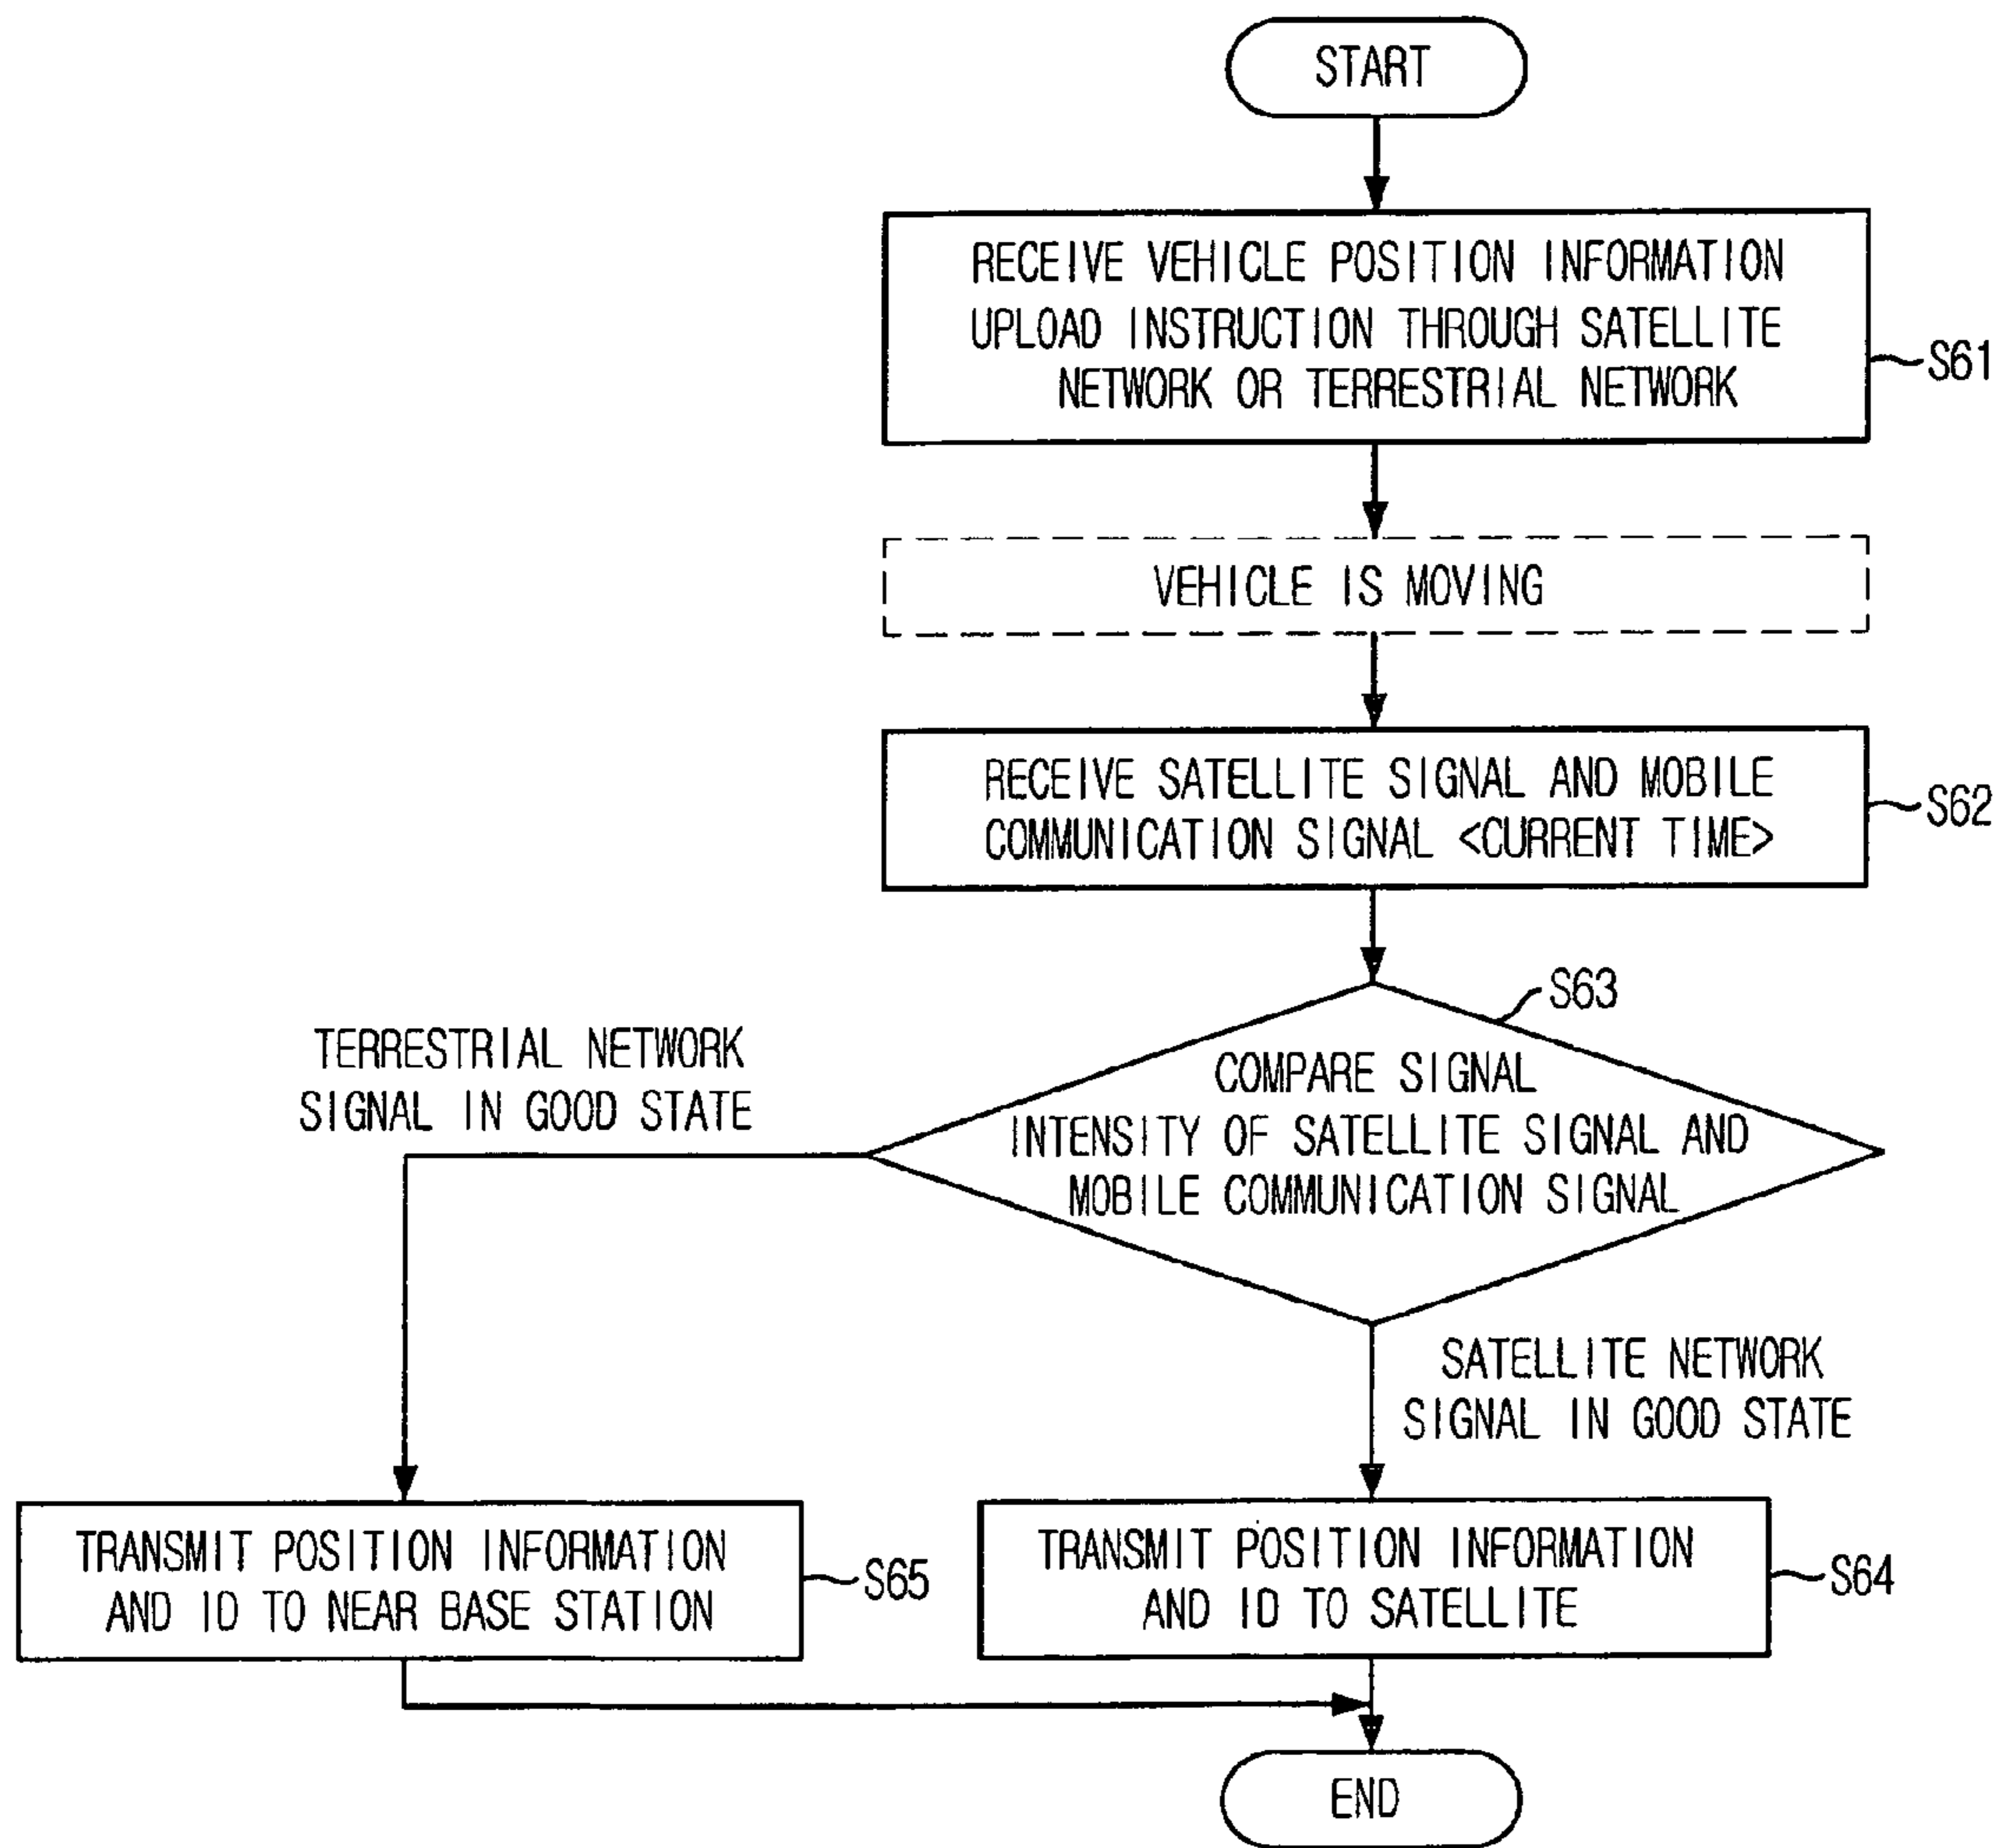 START
RECEIVE VEHICLE POSITION INFORMATION
UPLOAD INSTRUCTION THROUGH SATELLITE
NETWORK OR TERRESTRIAL NETWORK
S61
VEHICLE IS MOVING
RECEIVE SATELLITE SIGNAL AND MOBILE
COMMUNICATION SIGNAL <CURRENT TIME>
S62
S63
COMPARE SIGNAL
INTENSITY OF SATELLITE SIGNAL AND
MOBILE COMMUNICATION SIGNAL
TERRESTRIAL NETWORK
SIGNAL IN GOOD STATE
SATELLITE NETWORK
SIGNAL IN GOOD STATE
TRANSMIT POSITION INFORMATION
AND ID TO NEAR BASE STATION
S65
TRANSMIT POSITION INFORMATION
AND ID TO SATELLITE
S64
END